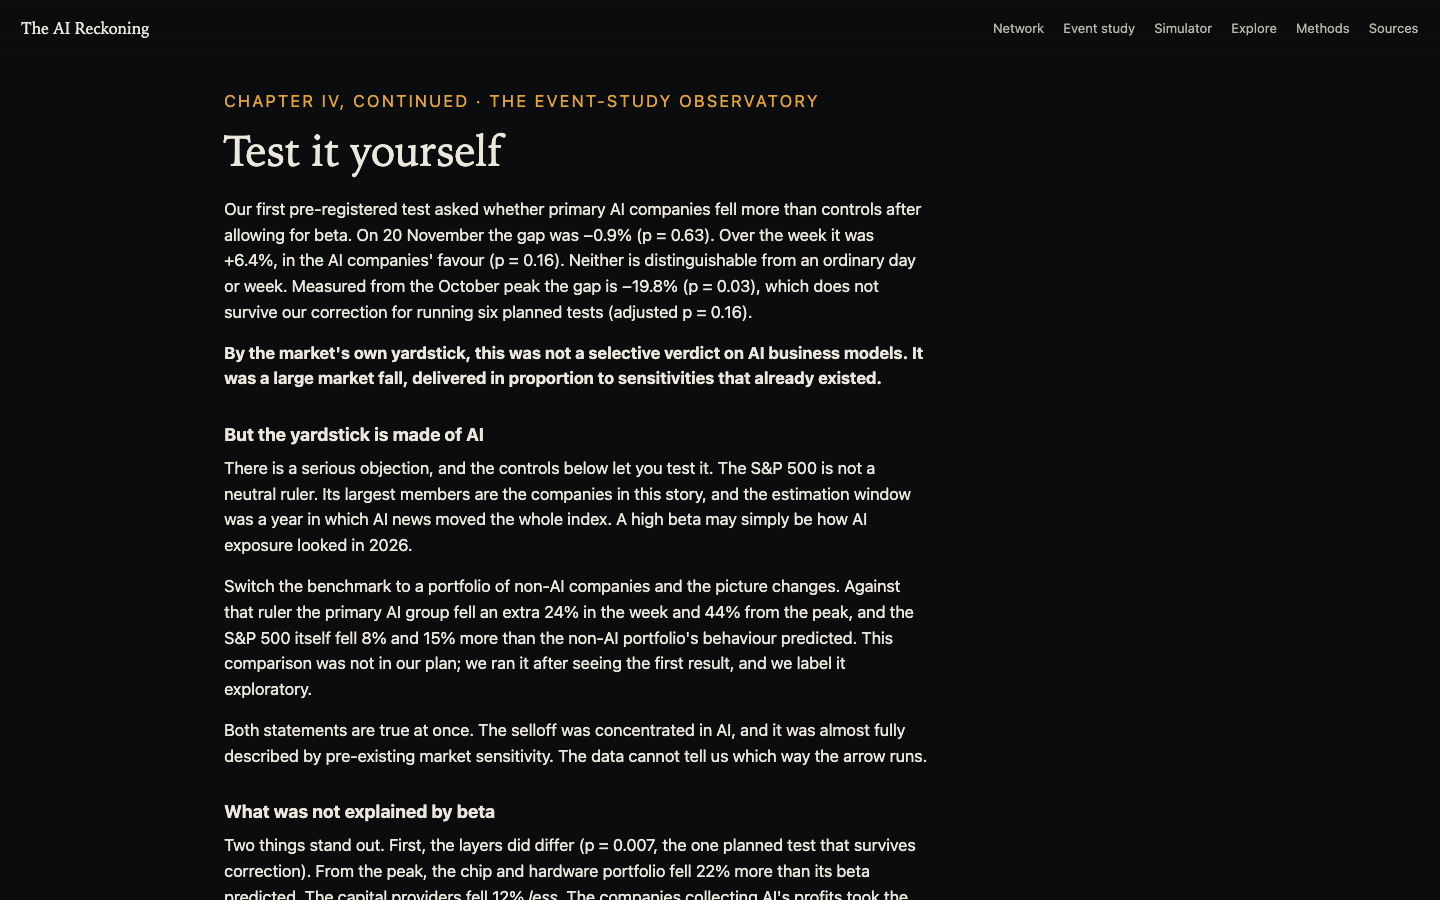 The AI Reckoning
Network Event study Simulator Explore Methods Sources
CHAPTER IV, CONTINUED · THE EVENT-STUDY OBSERVATORY
Test it yourself
Our first pre-registered test asked whether primary AI companies fell more than controls after
allowing for beta. On 20 November the gap was −0.9% (p = 0.63). Over the week it was
+6.4%, in the AI companies' favour (p = 0.16). Neither is distinguishable from an ordinary day
or week. Measured from the October peak the gap is −19.8% (p = 0.03), which does not
survive our correction for running six planned tests (adjusted p = 0.16).
By the market's own yardstick, this was not a selective verdict on AI business models. It
was a large market fall, delivered in proportion to sensitivities that already existed.
But the yardstick is made of AI
There is a serious objection, and the controls below let you test it. The S&P 500 is not a
neutral ruler. Its largest members are the companies in this story, and the estimation window
was a year in which AI news moved the whole index. A high beta may simply be how AI
exposure looked in 2026.
Switch the benchmark to a portfolio of non-AI companies and the picture changes. Against
that ruler the primary AI group fell an extra 24% in the week and 44% from the peak, and the
S&P 500 itself fell 8% and 15% more than the non-AI portfolio's behaviour predicted. This
comparison was not in our plan; we ran it after seeing the first result, and we label it
exploratory.
Both statements are true at once. The selloff was concentrated in AI, and it was almost fully
described by pre-existing market sensitivity. The data cannot tell us which way the arrow runs.
What was not explained by beta
Two things stand out. First, the layers did differ (p = 0.007, the one planned test that survives
correction). From the peak, the chip and hardware portfolio fell 22% more than its beta
predicted. The capital providers fell 12% less. The companies collecting AI's profits took the